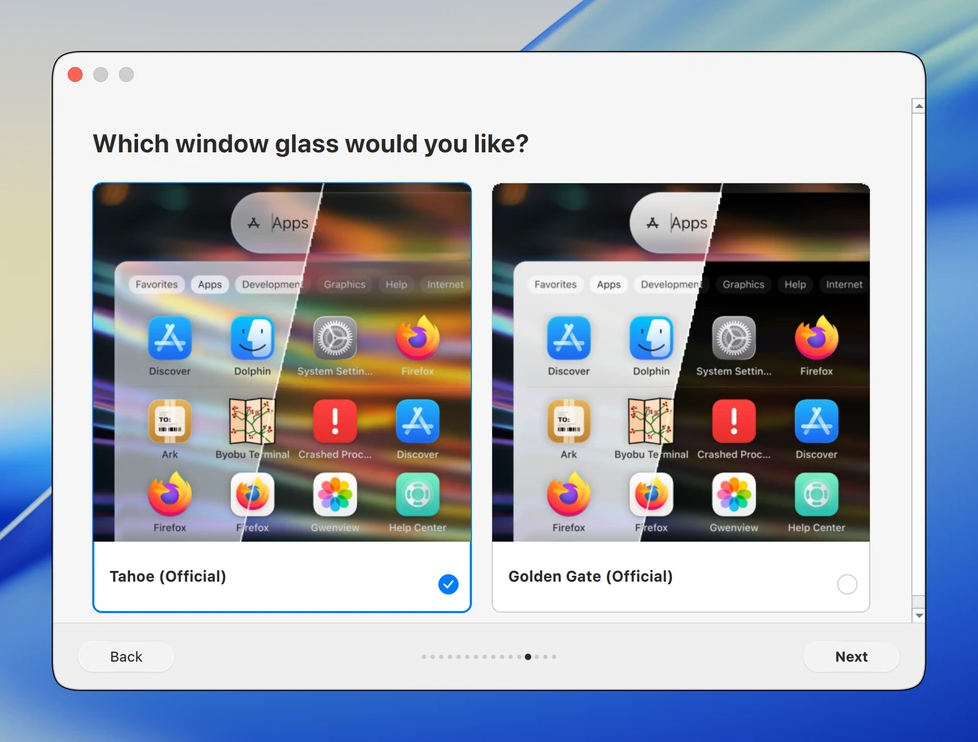 Which window glass would you like?
Apps
Favorites Apps Development Graphics Help Internet
Discover Dolphin System Settin... Firefox
TO:
Ark Byobu Terminal Crashed Proc... Discover
Firefox Firefox Gwenview Help Center
Tahoe (Official)
Apps
Favorites Apps Development Graphics Help Internet
Discover Dolphin System Settin... Firefox
TO:
Ark Byobu Terminal Crashed Proc... Discover
Firefox Firefox Gwenview Help Center
Golden Gate (Official)
Back Next